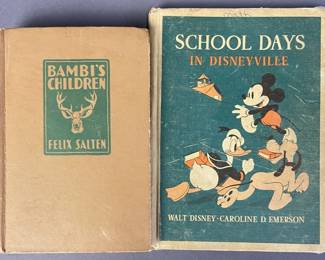 BAMBI'S
CHILDREN
FELIX SALTEN
SCHOOL DAYS
IN DISNEYVILLE
WALT DISNEY · CAROLINE D. EMERSON